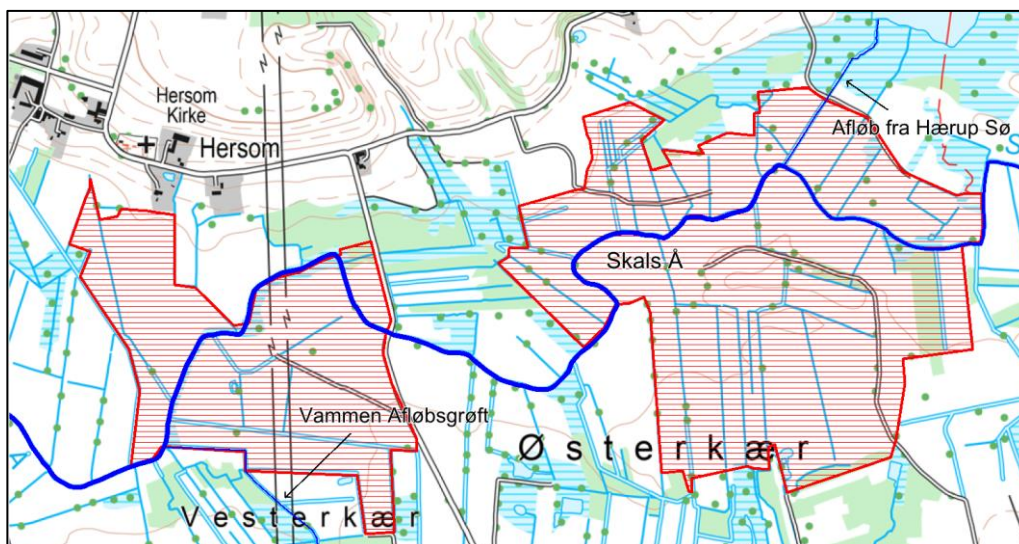 Hersom
Kirke
Hersom
Afløb fra Hærup Sø
S
Skals Å
Vammen Afløbsgrøft
Østerkær
Vesterkær
Å